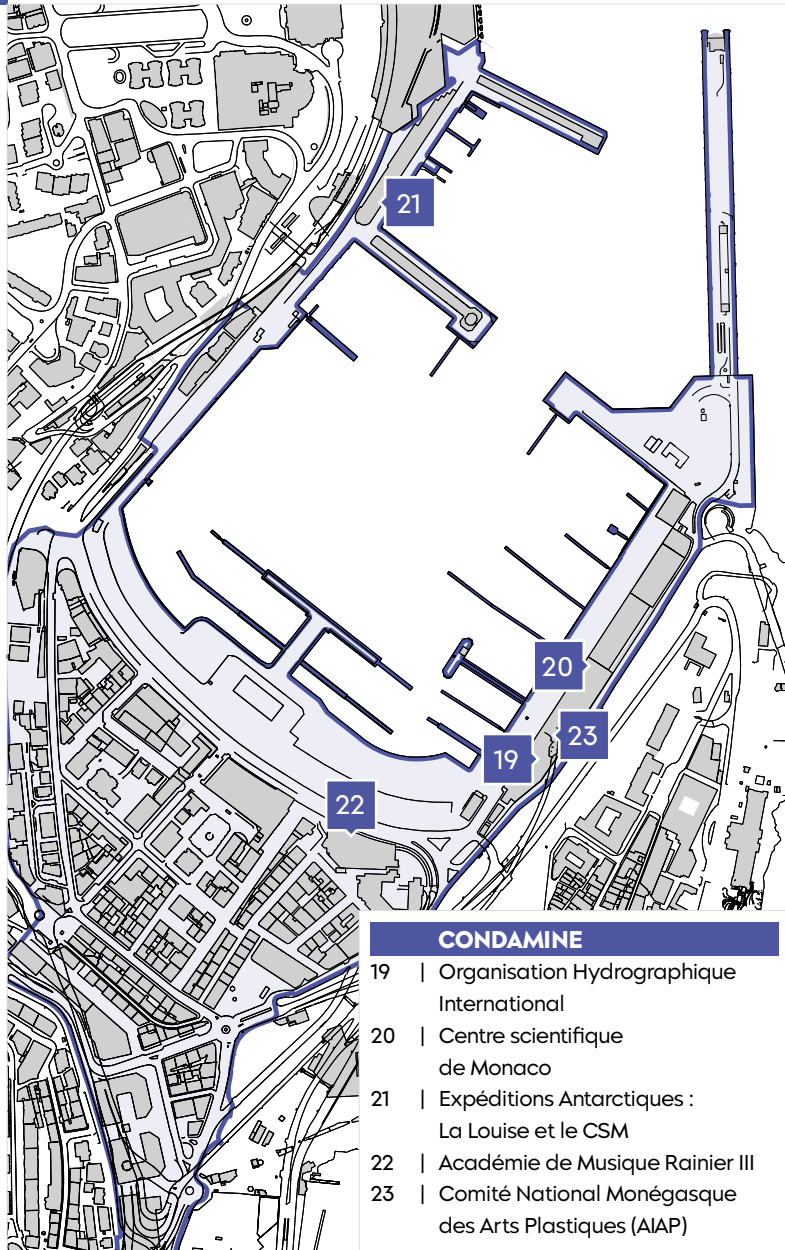 21
20
23
19
22
CONDAMINE
19 | Organisation Hydrographique
International
20 | Centre scientifique
de Monaco
21 | Expéditions Antarctiques :
La Louise et le CSM
22 | Académie de Musique Rainier III
23 | Comité National Monégasque
des Arts Plastiques (AIAP)